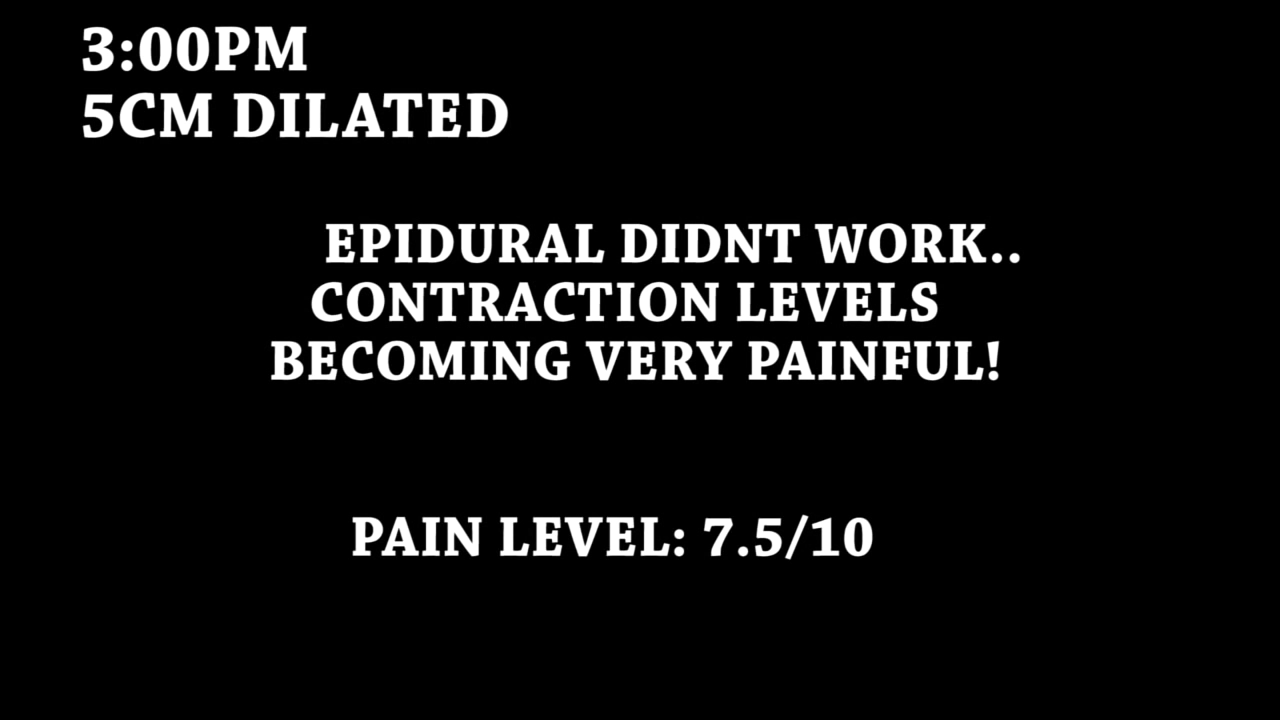 3:00PM
5CM DILATED
EPIDURAL DIDNT WORK..
CONTRACTION LEVELS
BECOMING VERY PAINFUL!
PAIN LEVEL: 7.5/10